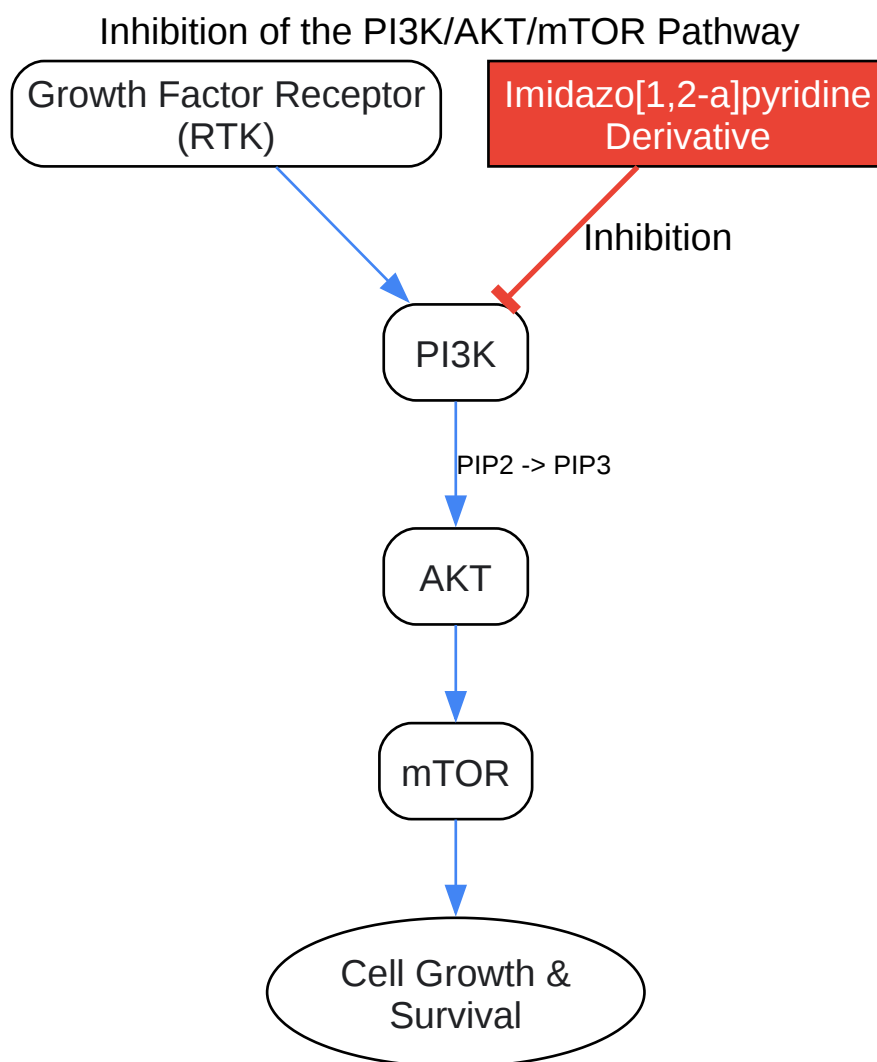 Inhibition of the PI3K/AKT/mTOR Pathway
Growth Factor Receptor
(RTK)
Imidazo[1,2-a]pyridine
Derivative
Inhibition
PI3K
PIP2 -> PIP3
AKT
mTOR
Cell Growth &
Survival